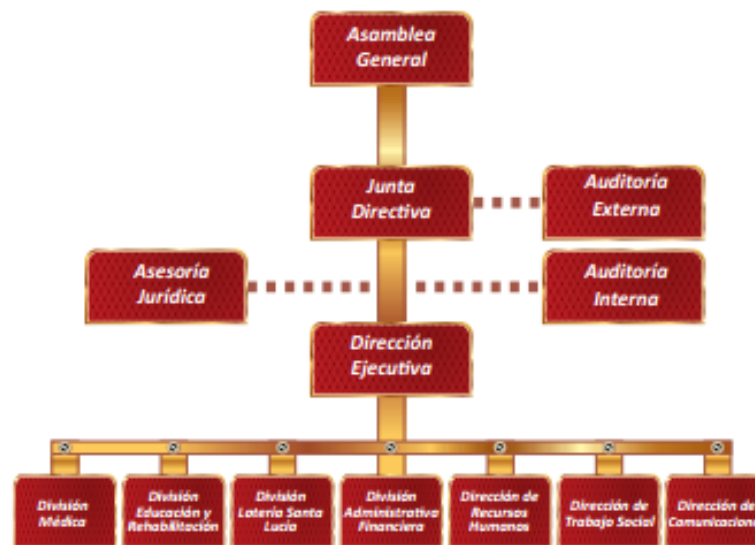 Asamblea
General
Junta
Directiva
Auditoría
Externa
Asesoría
Jurídica
Auditoría
Interna
Dirección
Ejecutiva
División
Médica
División
Educación y
Rehabilitación
División
Lotería Santa
Lucía
División
Administrativa
Financiera
Dirección de
Recursos
Humanos
Dirección de
Trabajo Social
Dirección de
Comunicacione